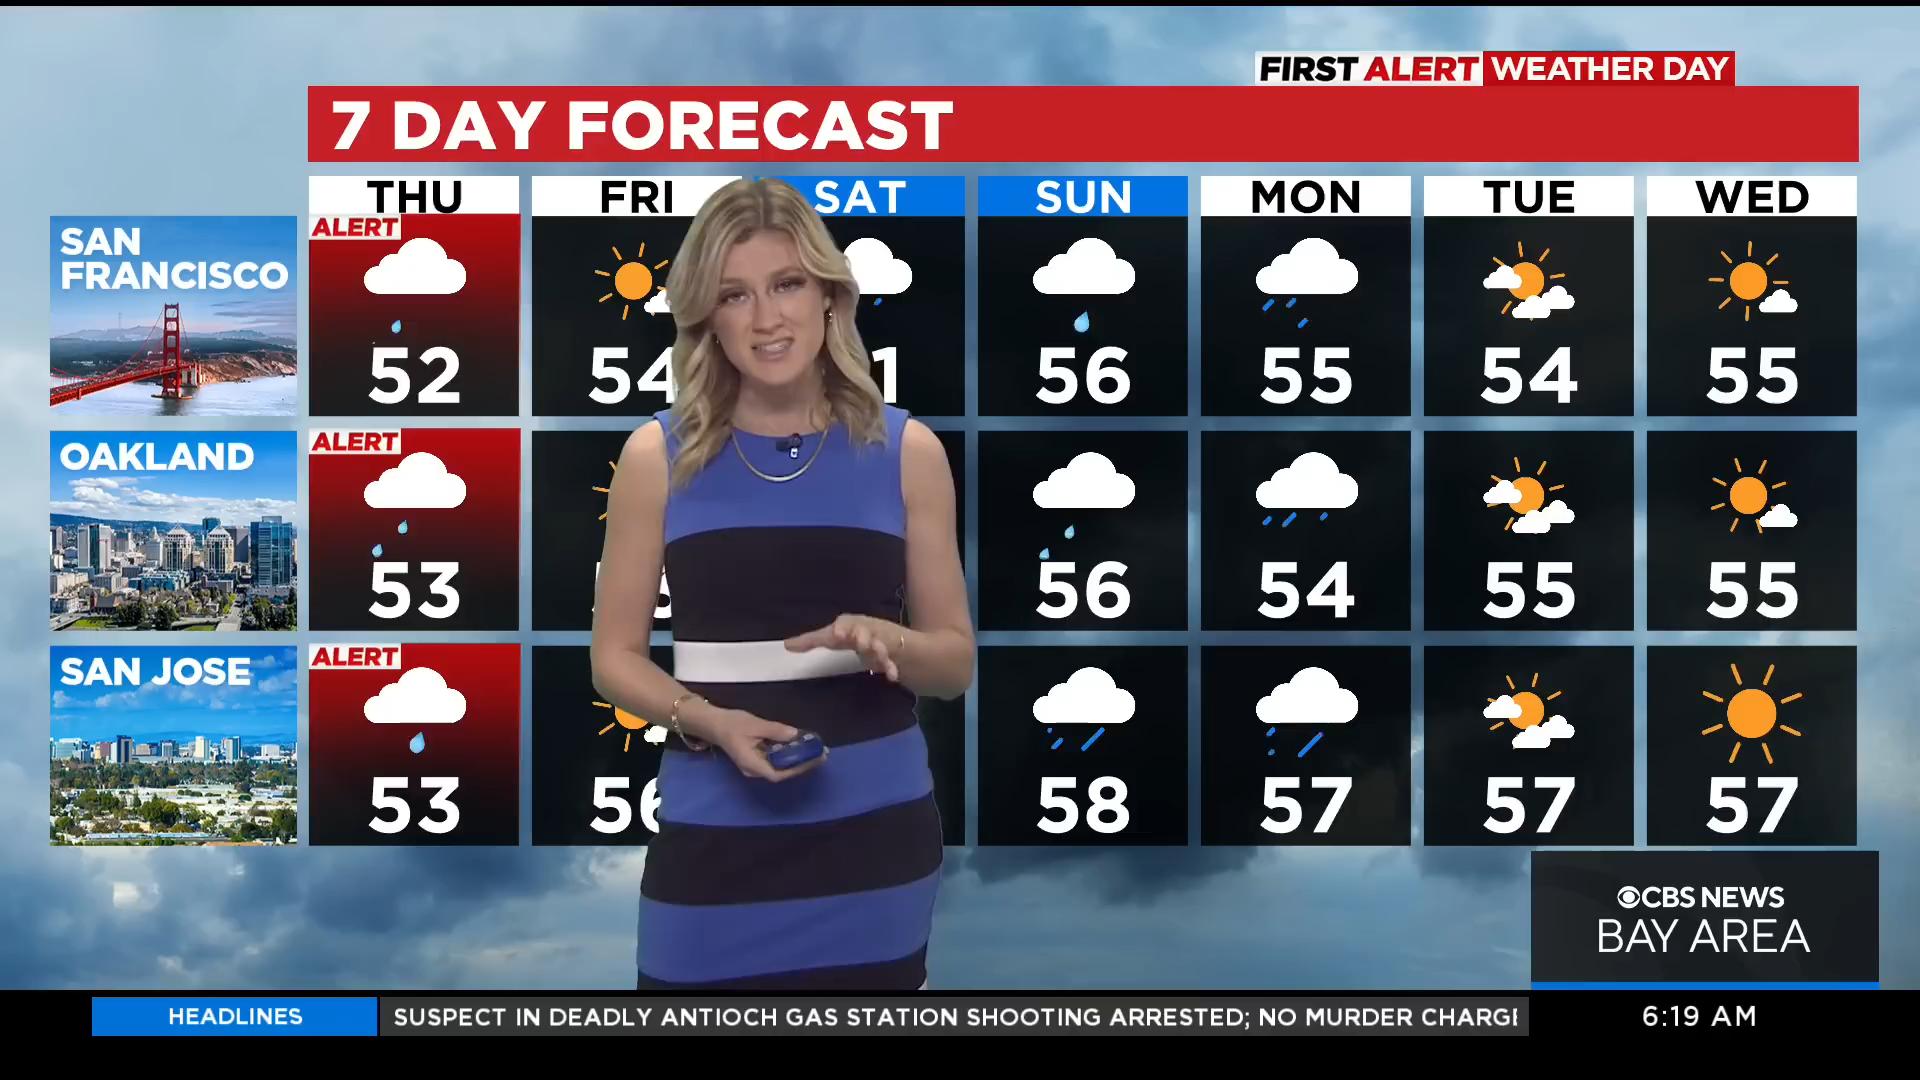 FIRST ALERT WEATHER DAY
7 DAY FORECAST
THU FRI SAT SUN MON TUE WED
SAN FRANCISCO
ALERT
52 54 56 55 54 55
OAKLAND
ALERT
53 56 54 55 55
SAN JOSE
ALERT
53 56 58 57 57 57
CBS NEWS
BAY AREA
HEADLINES
SUSPECT IN DEADLY ANTIOCH GAS STATION SHOOTING ARRESTED; NO MURDER CHARGE
6:19 AM